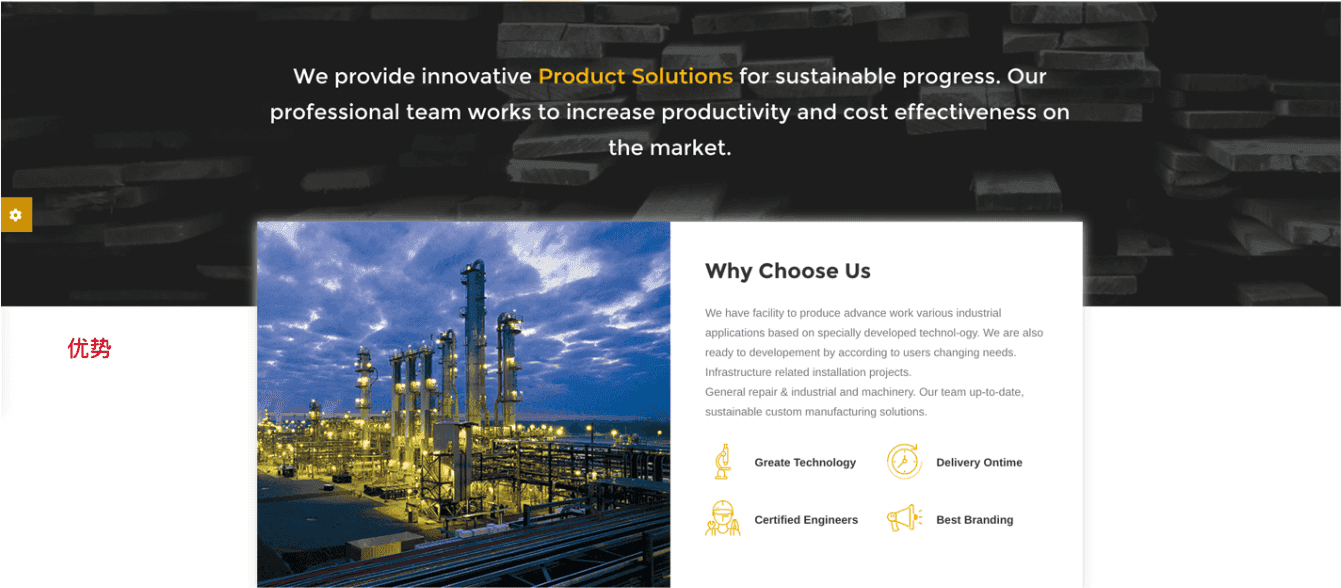 We provide innovative Product Solutions for sustainable progress. Our
professional team works to increase productivity and cost effectiveness on
the market.
优势
Why Choose Us
We have facility to produce advance work various industrial
applications based on specially developed technol-ogy. We are also
ready to developement by according to users changing needs.
Infrastructure related installation projects.
General repair & industrial and machinery. Our team up-to-date,
sustainable custom manufacturing solutions.
Greate Technology
Delivery Ontime
Certified Engineers
Best Branding